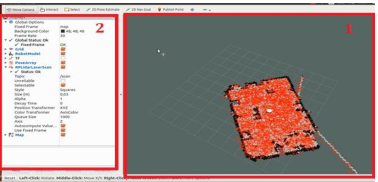 Move Camera Interact Select 2D Pose Estimate 2D Nav Goal Publish Point
2
1
Global Options
Fixed Frame map
Background Color 48; 48; 48
Frame Rate 30
Global Status: Ok
Fixed Frame OK
Grid
RobotModel
TF
PoseArray
RPLidarLaserScan
Status: Ok
Topic /scan
Unreliable
Selectable
Style Squares
Size (m) 0.03
Alpha 1
Decay Time 0
Position Transformer XYZ
Color Transformer AxisColor
Queue Size 1000
Axis Z
Autocompute Value...
Use Fixed Frame
Map
Reset Left-Click: Rotate. Middle-Click: Move X/Y. Right-Click: